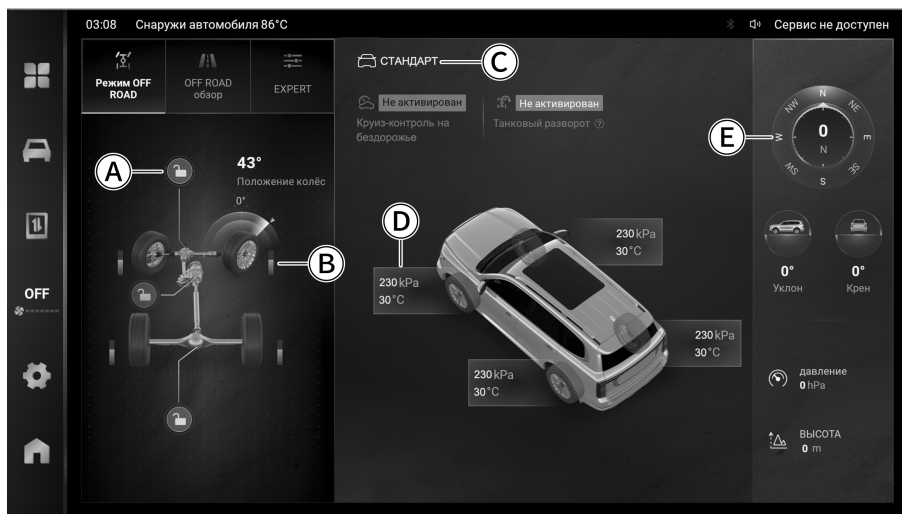 03:08 Снаружи автомобиля 86°C Сервис не доступен
Режим OFF
ROAD
OFF ROAD
обзор
EXPERT
OFF
A
43°
Положение колёс
0°
B
СТАНДАРТ
C
Не активирован
Круиз-контроль на
бездорожье
Не активирован
Танковый разворот ?
D
230 kPa
30°C
230 kPa
30°C
230 kPa
30°C
230 kPa
30°C
E
N
NE
E
SE
S
SW
W
NW
0
N
0°
Уклон
0°
Крен
давление
0 hPa
ВЫСОТА
0 m